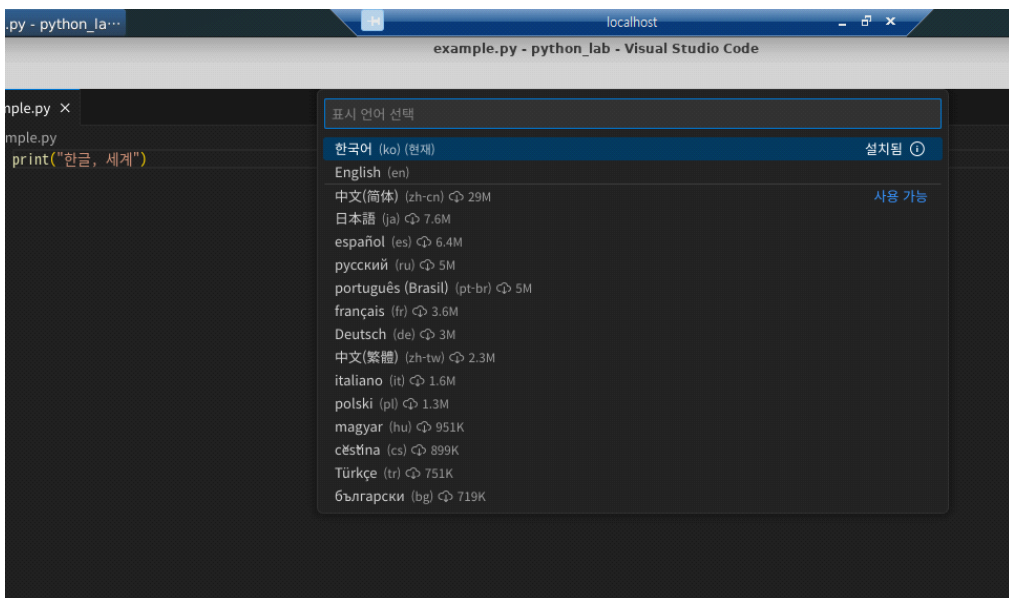 .py - python_la…
localhost
example.py - python_lab - Visual Studio Code
mple.py ×
mple.py
print("한글, 세계")
표시 언어 선택
한국어 (ko) (현재) 설치됨
English (en)
中文(简体) (zh-cn) 29M 사용 가능
日本語 (ja) 7.6M
español (es) 6.4M
русский (ru) 5M
português (Brasil) (pt-br) 5M
français (fr) 3.6M
Deutsch (de) 3M
中文(繁體) (zh-tw) 2.3M
italiano (it) 1.6M
polski (pl) 1.3M
magyar (hu) 951K
čeština (cs) 899K
Türkçe (tr) 751K
български (bg) 719K